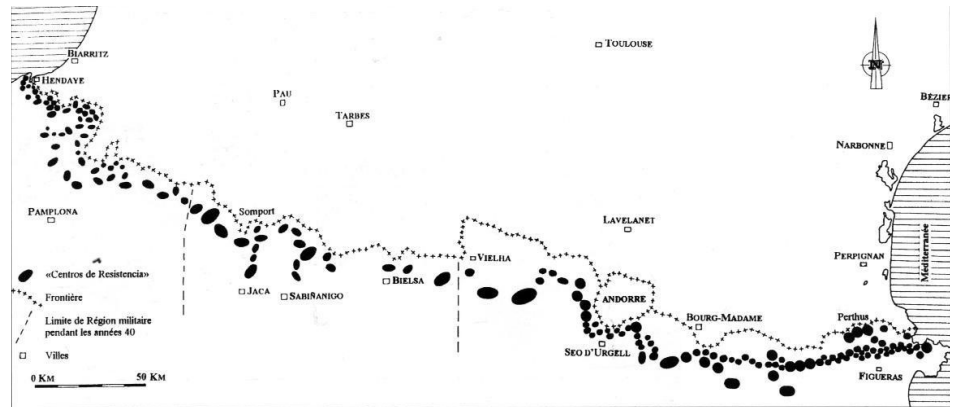 BIARRITZ
HENDAYE
PAU
TARBES
TOULOUSE
N
BÉZIER
NARBONNE
PAMPLONA
Somport
LAVELANET
Méditerranée
PERPIGNAN
VIELHA
«Centros de Resistencia»
JACA
SABIÑANIGO
BIELSA
ANDORRE
BOURG-MADAME
Perthus
Frontière
Limite de Région militaire
pendant les années 40
SEO D'URGELL
Villes
FIGUERAS
0 KM 50 KM